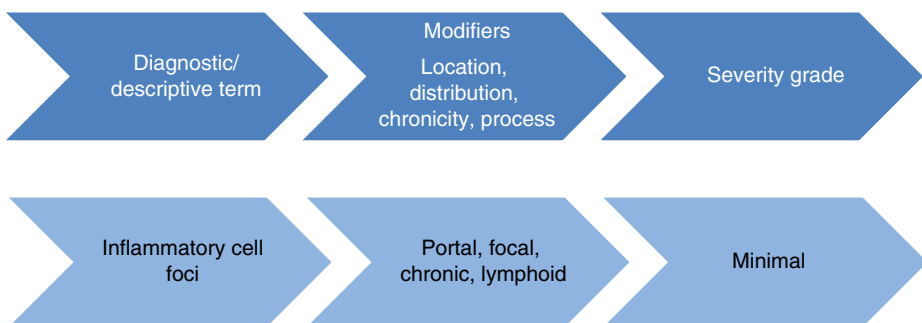 Diagnostic/
descriptive term
Modifiers
Location,
distribution,
chronicity, process
Severity grade
Inflammatory cell
foci
Portal, focal,
chronic, lymphoid
Minimal